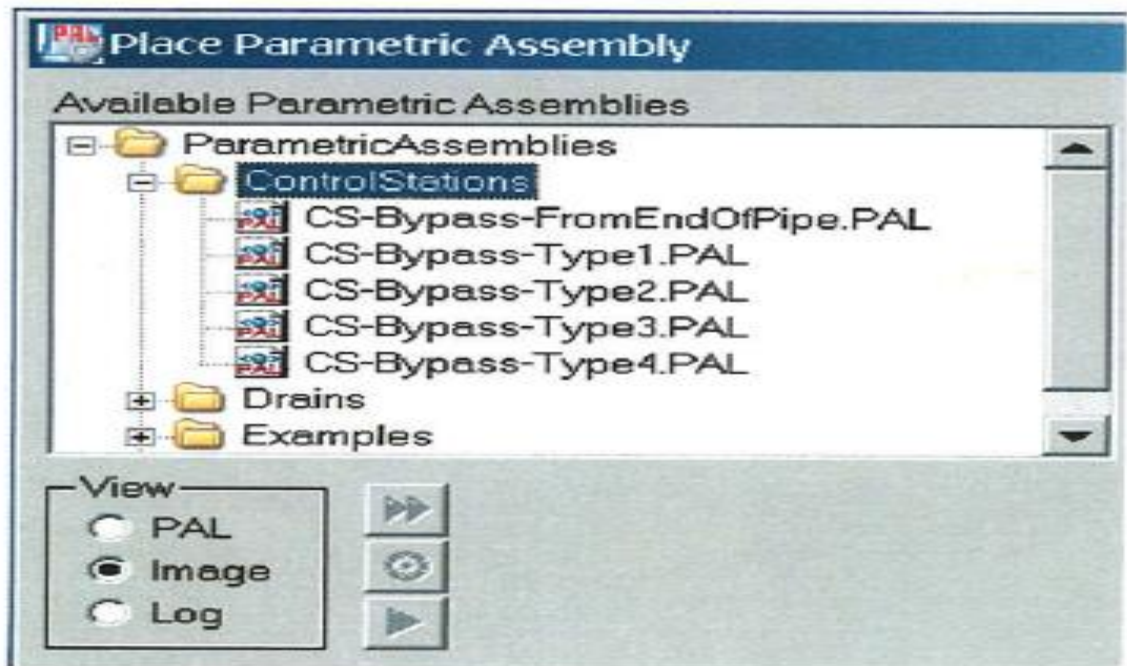 PAL Place Parametric Assembly
Available Parametric Assemblies
ParametricAssemblies
ControlStations
CS-Bypass-FromEndOfPipe.PAL
CS-Bypass-Type1.PAL
CS-Bypass-Type2.PAL
CS-Bypass-Type3.PAL
CS-Bypass-Type4.PAL
Drains
Examples
View
PAL
Image
Log